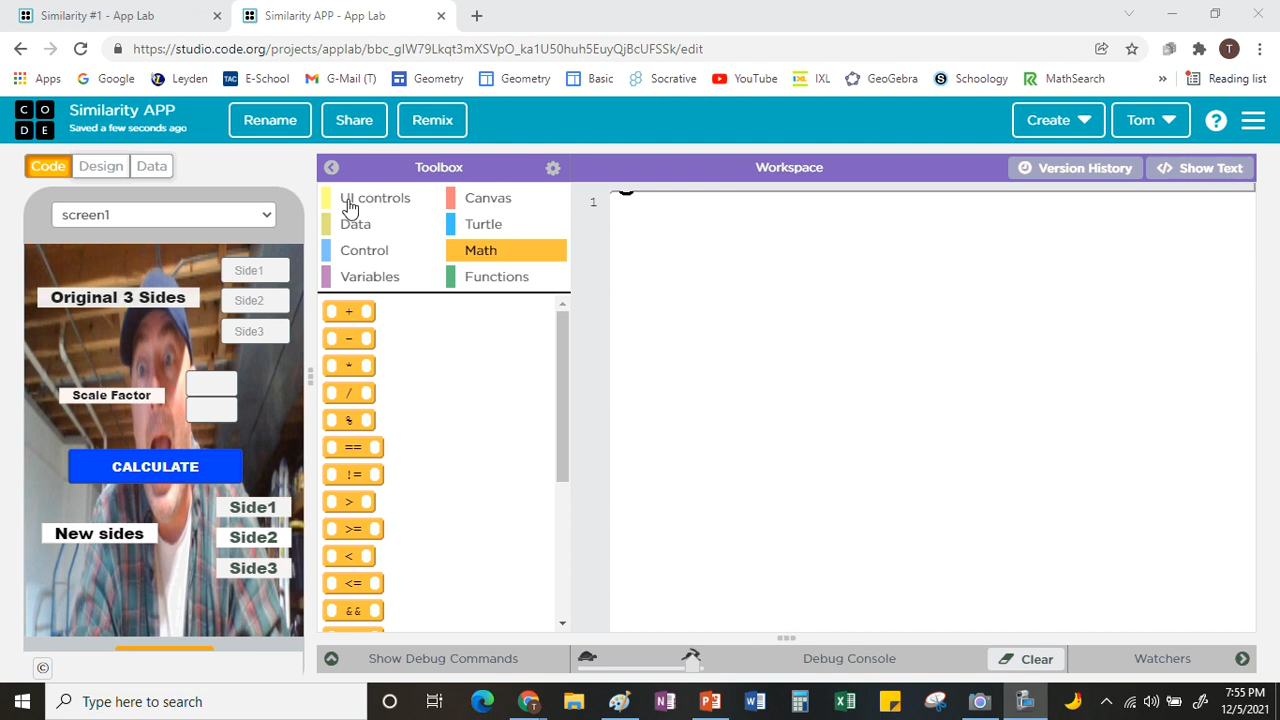 Similarity #1 - App Lab
Similarity APP - App Lab
https://studio.code.org/projects/applab/bbc_gIW79Lkqt3mXSVpO_ka1U50huh5EuyQjBcUFSSk/edit
T
Apps Google Leyden TAC E-School G-Mail (T) Geometry Geometry Basic Socrative YouTube IXL IXL GeoGebra S Schoology MathSearch » Reading list
C O
D E
Similarity APP
Saved a few seconds ago
Rename
Share
Remix
Create
Tom
?
Code Design Data
Toolbox
Workspace
Version History
Show Text
screen1
UI controls
Canvas
Data
Turtle
Control
Math
Variables
Functions
1
Original 3 Sides
Side1
Side2
Side3
Scale Factor
CALCULATE
New sides
Side1
Side2
Side3
+
-
*
/
%
==
!=
>
>=
<
<=
&&
©
Show Debug Commands
Debug Console
Clear
Watchers
Type here to search
7:55 PM
12/5/2021